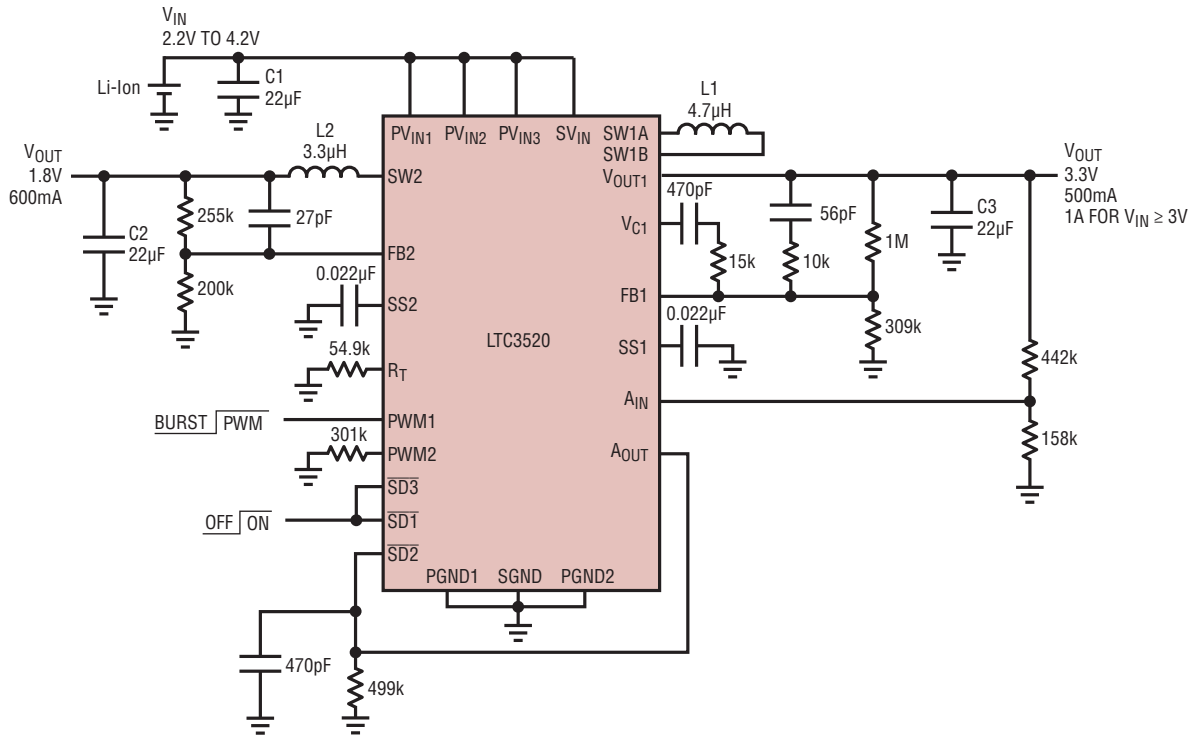 VIN
2.2V TO 4.2V
Li-Ion
C1
22µF
L1
4.7µH
PVIN1
PVIN2
PVIN3
SVIN
SW1A
SW1B
L2
3.3µH
VOUT
1.8V
600mA
SW2
VOUT1
VOUT
3.3V
500mA
1A FOR VIN ≥ 3V
470pF
255k
27pF
C2
22µF
VC1
56pF
1M
C3
22µF
FB2
15k
10k
200k
0.022µF
SS2
FB1
0.022µF
309k
LTC3520
SS1
54.9k
RT
442k
AIN
BURST PWM
PWM1
301k
PWM2
AOUT
158k
SD3
OFF ON
SD1
SD2
PGND1
SGND
PGND2
470pF
499k